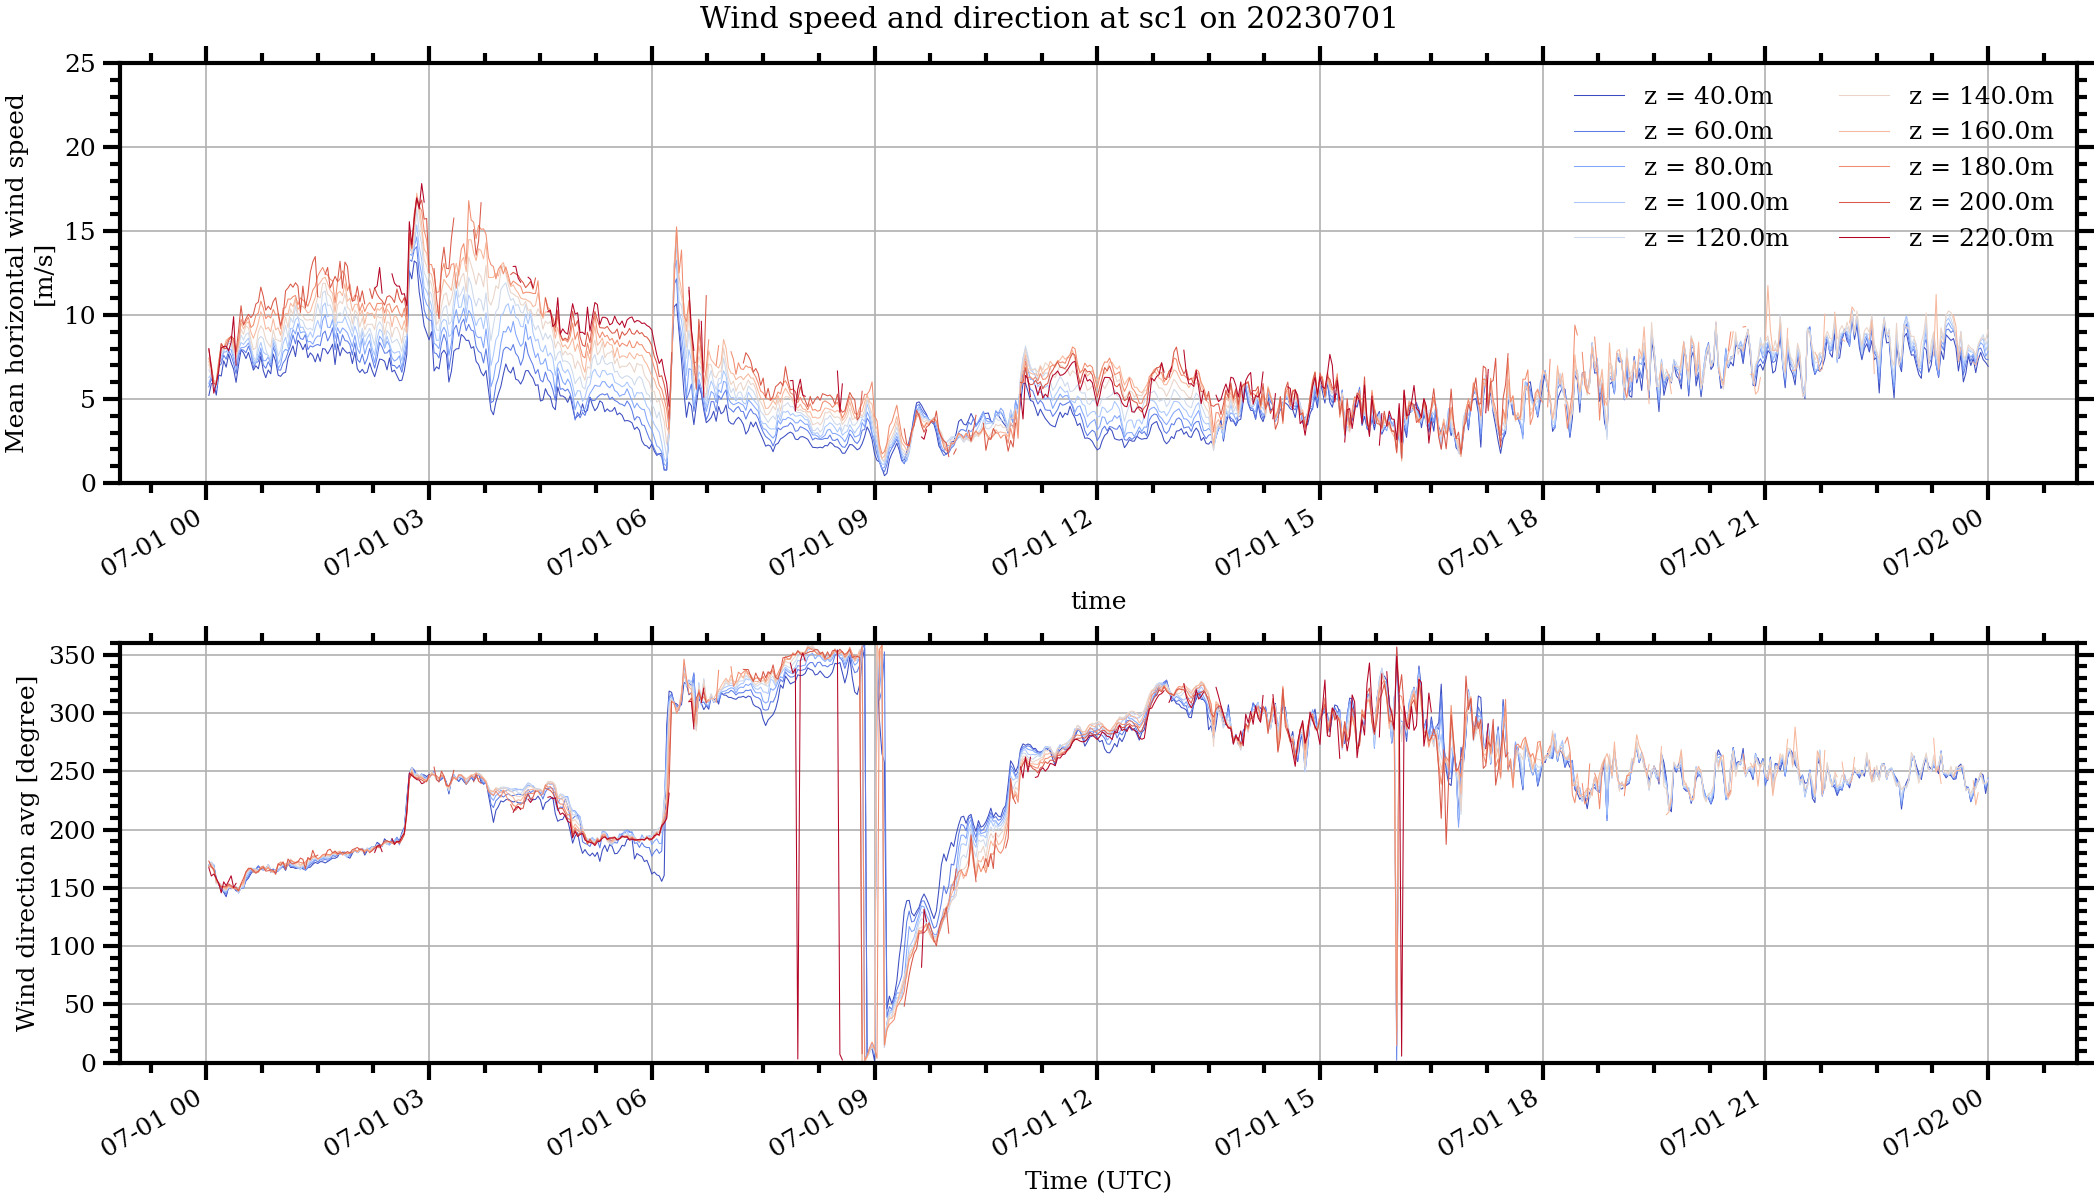 Wind speed and direction at sc1 on 20230701
Mean horizontal wind speed
[m/s]
25
20
15
10
5
0
z = 40.0m
z = 60.0m
z = 80.0m
z = 100.0m
z = 120.0m
z = 140.0m
z = 160.0m
z = 180.0m
z = 200.0m
z = 220.0m
07-01 00
07-01 03
07-01 06
07-01 09
07-01 12
07-01 15
07-01 18
07-01 21
07-02 00
time
Wind direction avg [degree]
350
300
250
200
150
100
50
0
07-01 00
07-01 03
07-01 06
07-01 09
07-01 12
07-01 15
07-01 18
07-01 21
07-02 00
Time (UTC)